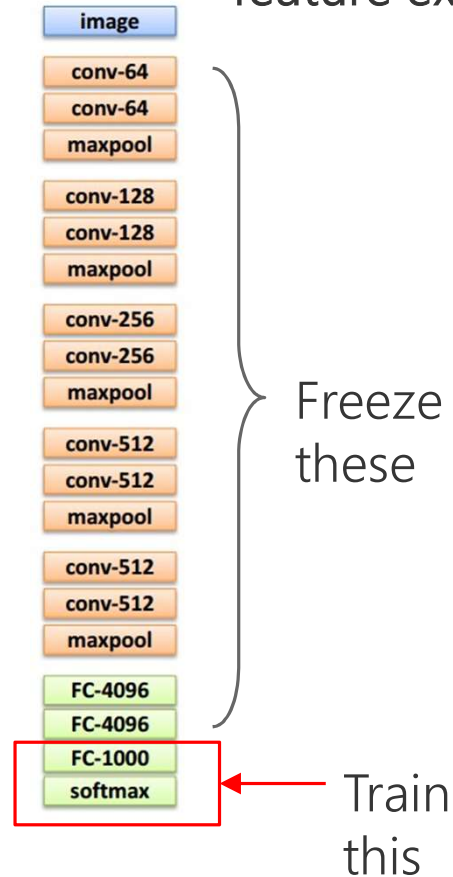 image
conv-64
conv-64
maxpool
conv-128
conv-128
maxpool
conv-256
conv-256
maxpool
conv-512
conv-512
maxpool
conv-512
conv-512
maxpool
FC-4096
FC-4096
FC-1000
softmax
Freeze
these
Train
this